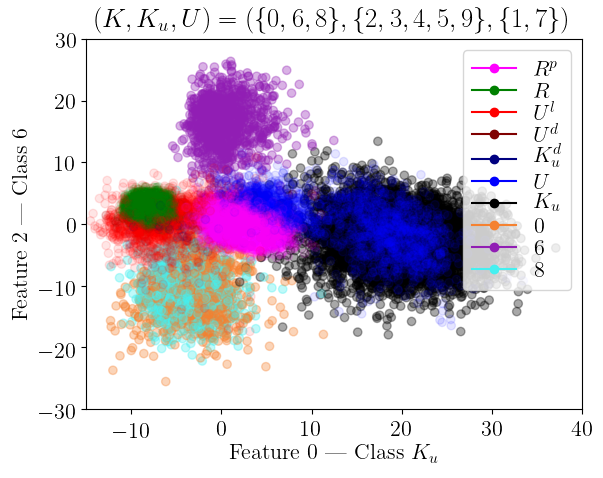 (K, K_u, U) = ({0, 6, 8}, {2, 3, 4, 5, 9}, {1, 7})
30
20
10
0
−10
−20
−30
Feature 2 — Class 6
R^p
R
U^l
U^d
K_u^d
U
K_u
0
6
8
−10
0
10
20
30
40
Feature 0 — Class K_u